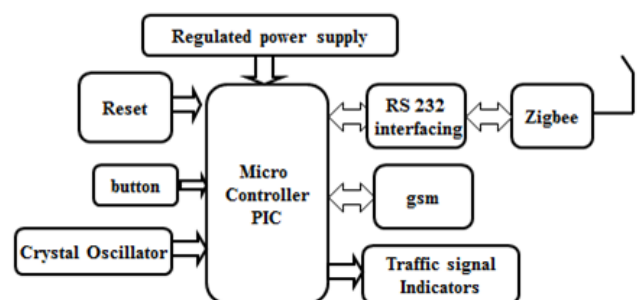 Regulated power supply
Reset
RS 232
interfacing
Zigbee
button
Micro
Controller
PIC
gsm
Crystal Oscillator
Traffic signal
Indicators